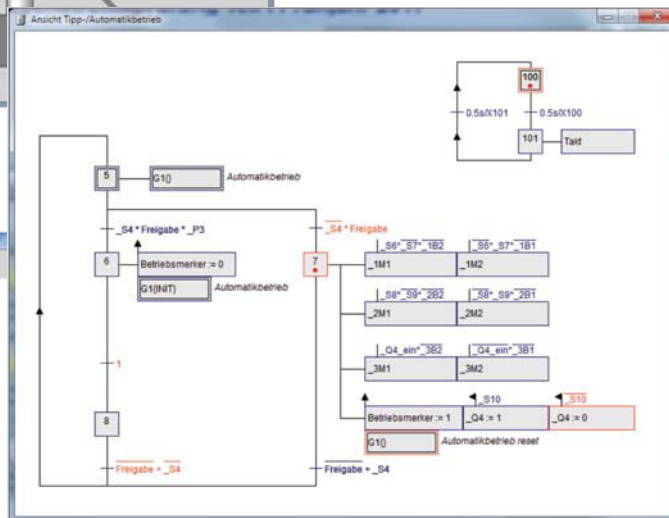 Ansicht Tipp-/Automatikbetrieb
100
0.5s/X101
0.5s/X100
101
Takt
5
G1()
Automatikbetrieb
_S4 * Freigabe * _P3
_S4 * Freigabe
6
Betriebsmerker := 0
G1(INIT)
Automatikbetrieb
7
_S6*_S7*_1B2
_S6*_S7*_1B1
_1M1
_1M2
_S8*_S9*_2B2
_S8*_S9*_2B1
_2M1
_2M2
_Q4_ein*_3B2
_Q4_ein*_3B1
_3M1
_3M2
1
8
_S10
_S10
Betriebsmerker := 1
_Q4 := 1
_Q4 := 0
G1()
Automatikbetrieb reset
Freigabe + _S4
Freigabe + _S4